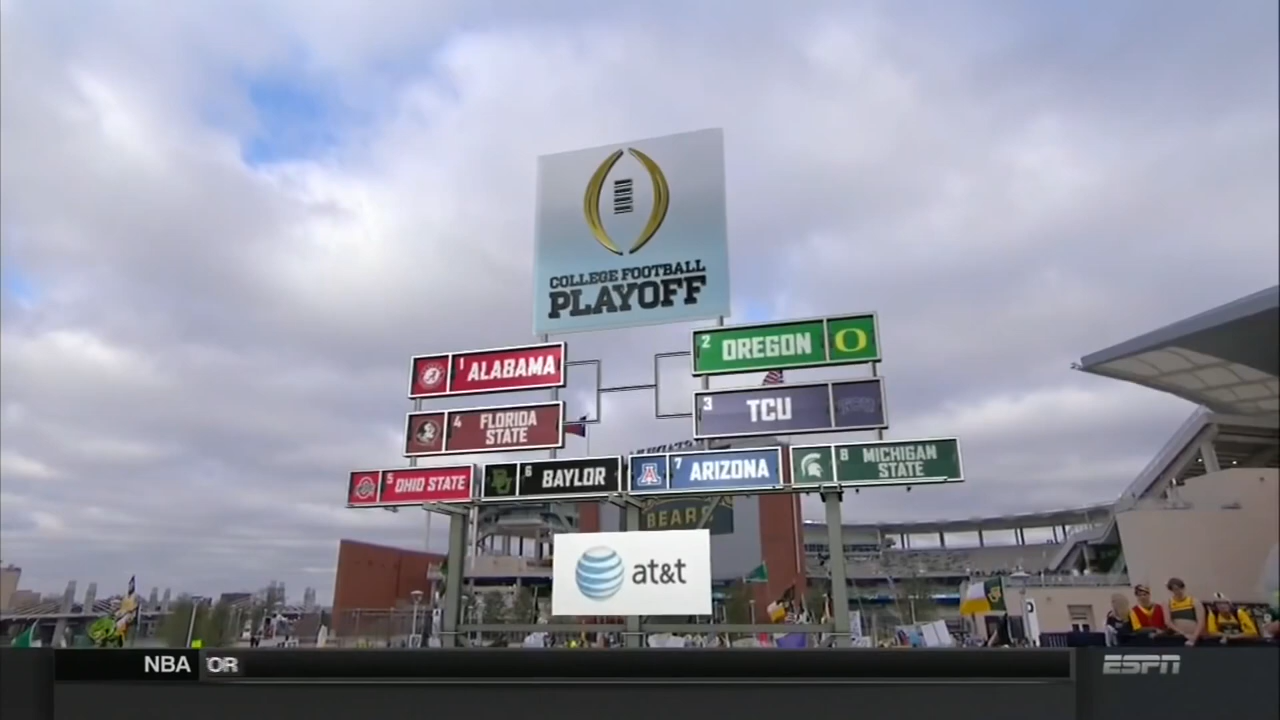 COLLEGE FOOTBALL
PLAYOFF
1 ALABAMA
4 FLORIDA
STATE
2 OREGON
3 TCU
5 OHIO STATE
6 BAYLOR
7 ARIZONA
8 MICHIGAN
STATE
BEARS
at&t
NBA OR
ESPN